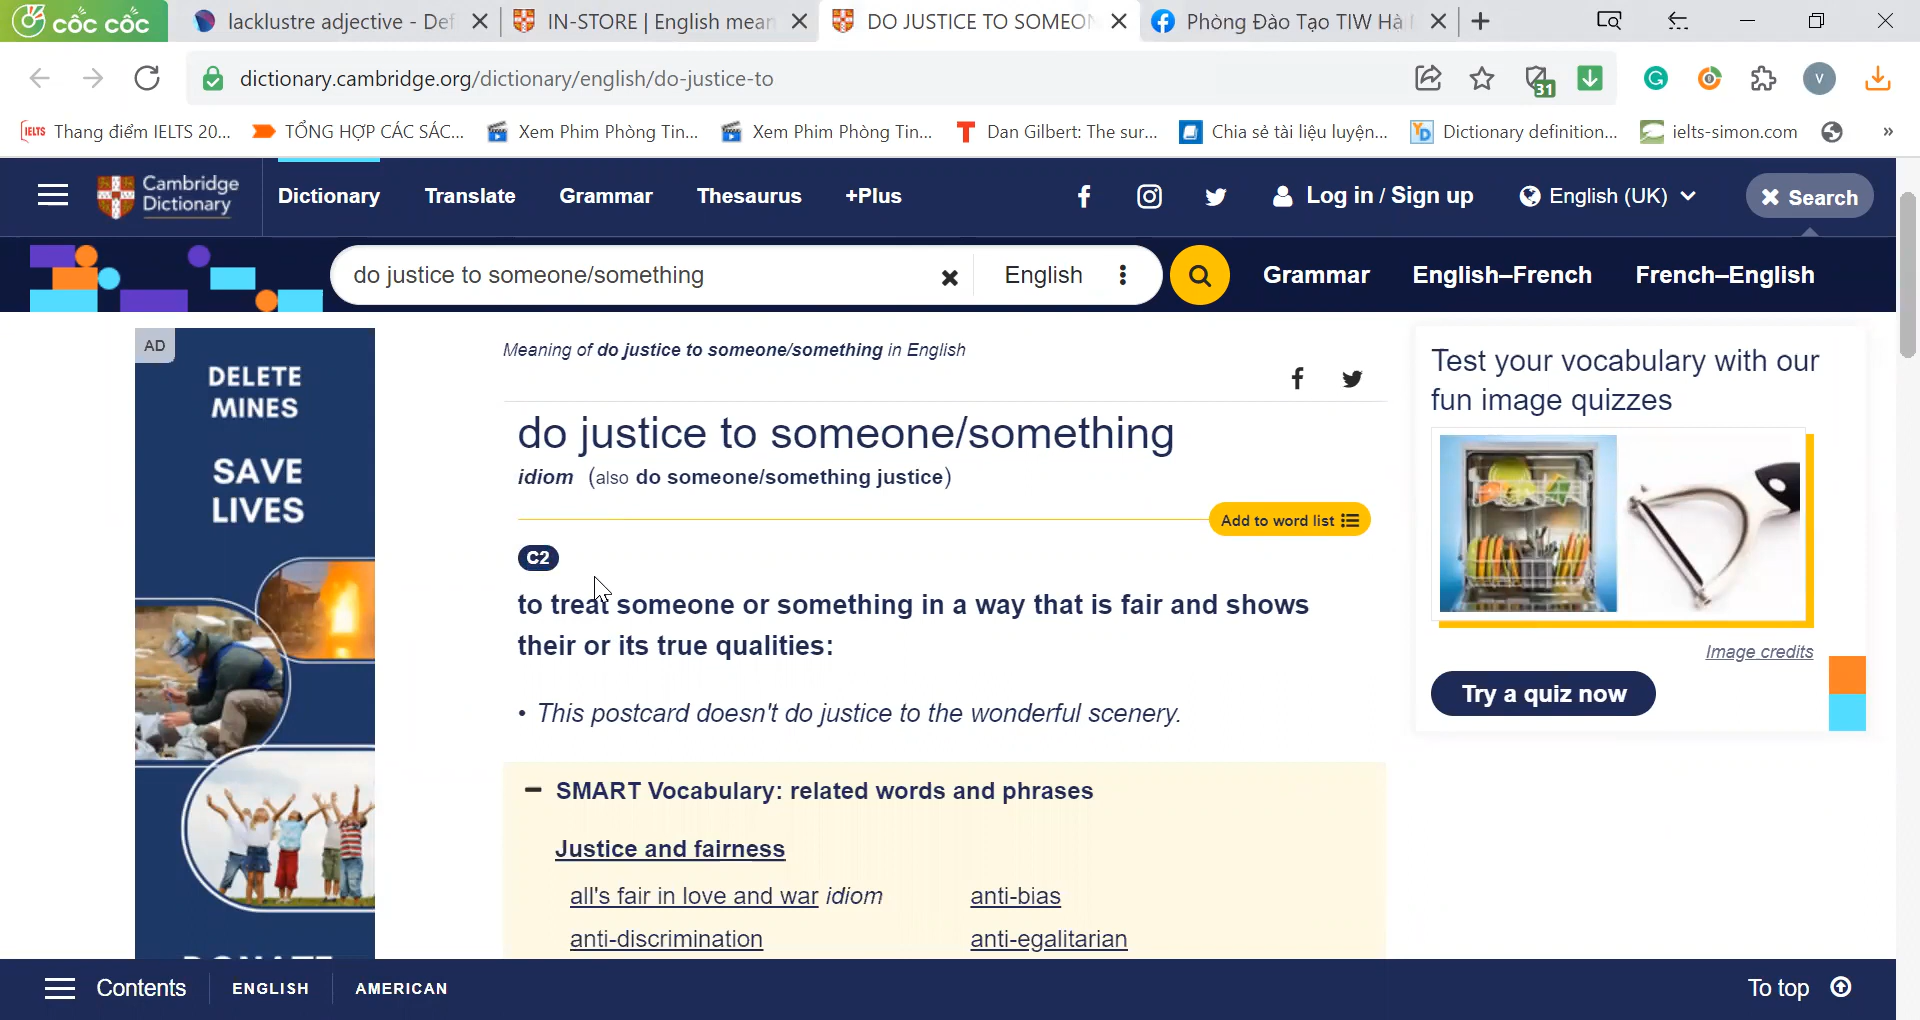 cốc cốc
lacklustre adjective - Def
IN-STORE | English mean
DO JUSTICE TO SOMEON
Phòng Đào Tạo TIW Hà
dictionary.cambridge.org/dictionary/english/do-justice-to
31
G
V
IELTS Thang điểm IELTS 20...
TỔNG HỢP CÁC SÁC...
Xem Phim Phòng Tin...
Xem Phim Phòng Tin...
T Dan Gilbert: The sur...
Chia sẻ tài liệu luyện...
YD Dictionary definition...
ielts-simon.com
»
Cambridge
Dictionary
Dictionary
Translate
Grammar
Thesaurus
+Plus
Log in / Sign up
English (UK)
Search
do justice to someone/something
English
Grammar
English–French
French–English
AD
DELETE
MINES
SAVE
LIVES
DONATE
Meaning of do justice to someone/something in English
do justice to someone/something
idiom (also do someone/something justice)
Add to word list
C2
to treat someone or something in a way that is fair and shows
their or its true qualities:
• This postcard doesn't do justice to the wonderful scenery.
SMART Vocabulary: related words and phrases
Justice and fairness
all's fair in love and war idiom
anti-bias
anti-discrimination
anti-egalitarian
Test your vocabulary with our
fun image quizzes
Image credits
Try a quiz now
Contents
ENGLISH
AMERICAN
To top